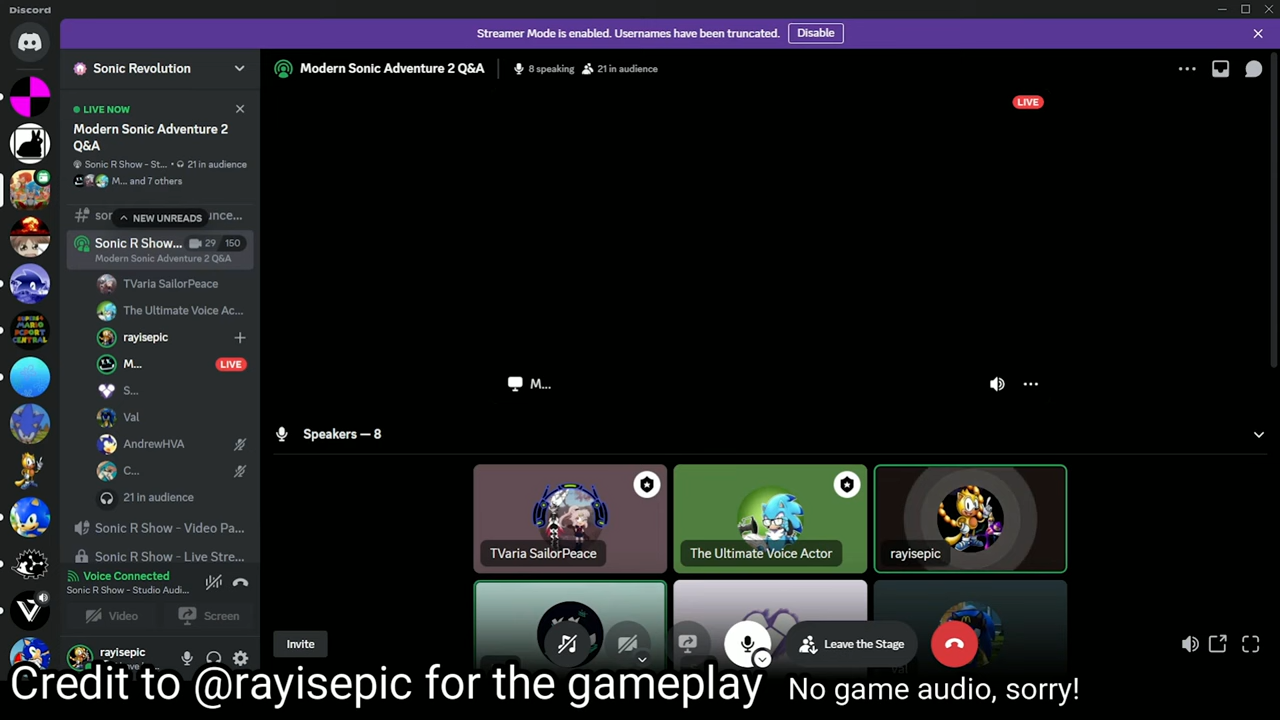 Discord
Streamer Mode is enabled. Usernames have been truncated.
Disable
Sonic Revolution
LIVE NOW
Modern Sonic Adventure 2
Q&A
Sonic R Show - St... • 21 in audience
M... and 7 others
NEW UNREADS
Sonic R Show... 29 150
Modern Sonic Adventure 2 Q&A
TVaria SailorPeace
The Ultimate Voice Ac...
rayisepic
M... LIVE
S...
Val
AndrewHVA
C...
21 in audience
Sonic R Show - Video Pa...
Sonic R Show - Live Stre...
Voice Connected
Sonic R Show - Studio Audi...
Video Screen
rayisepic
Modern Sonic Adventure 2 Q&A 8 speaking 21 in audience
LIVE
M...
Speakers — 8
TVaria SailorPeace
The Ultimate Voice Actor
rayisepic
Invite
Leave the Stage
Credit to @rayisepic for the gameplay No game audio, sorry!